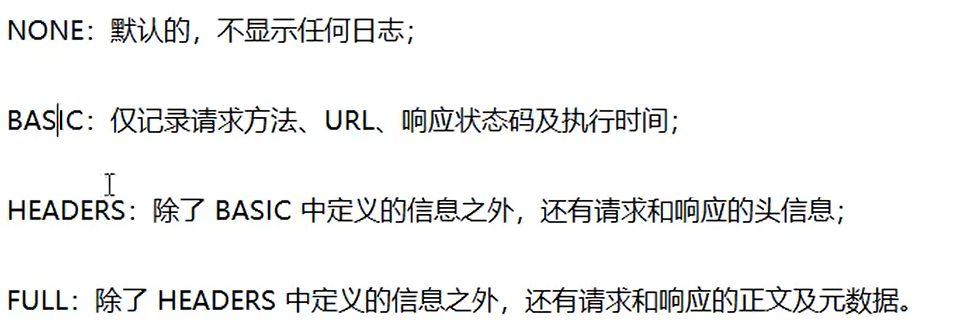 NONE：默认的，不显示任何日志；
BASIC：仅记录请求方法、URL、响应状态码及执行时间；
HEADERS：除了 BASIC 中定义的信息之外，还有请求和响应的头信息；
FULL：除了 HEADERS 中定义的信息之外，还有请求和响应的正文及元数据。